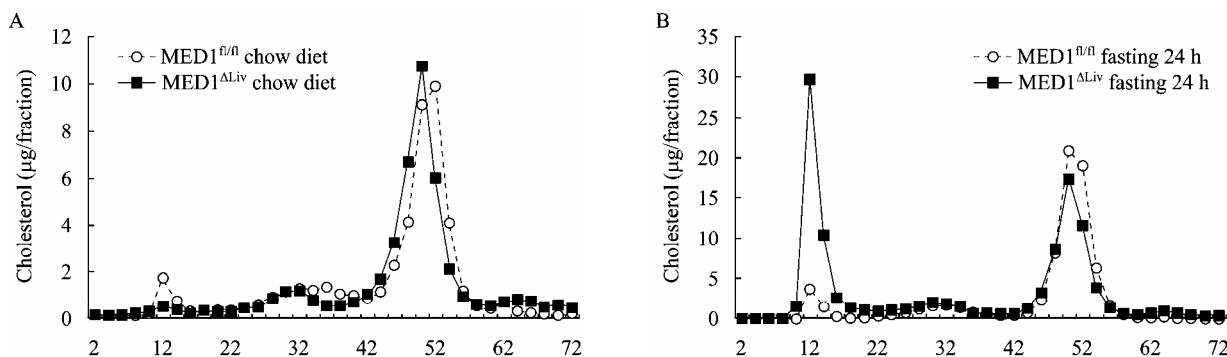 A
Cholesterol (μg/fraction)
12
10
8
6
4
2
0
MED1fl/fl chow diet
MED1ΔLiv chow diet
2 12 22 32 42 52 62 72
B
Cholesterol (μg/fraction)
35
30
25
20
15
10
5
0
MED1fl/fl fasting 24 h
MED1ΔLiv fasting 24 h
2 12 22 32 42 52 62 72